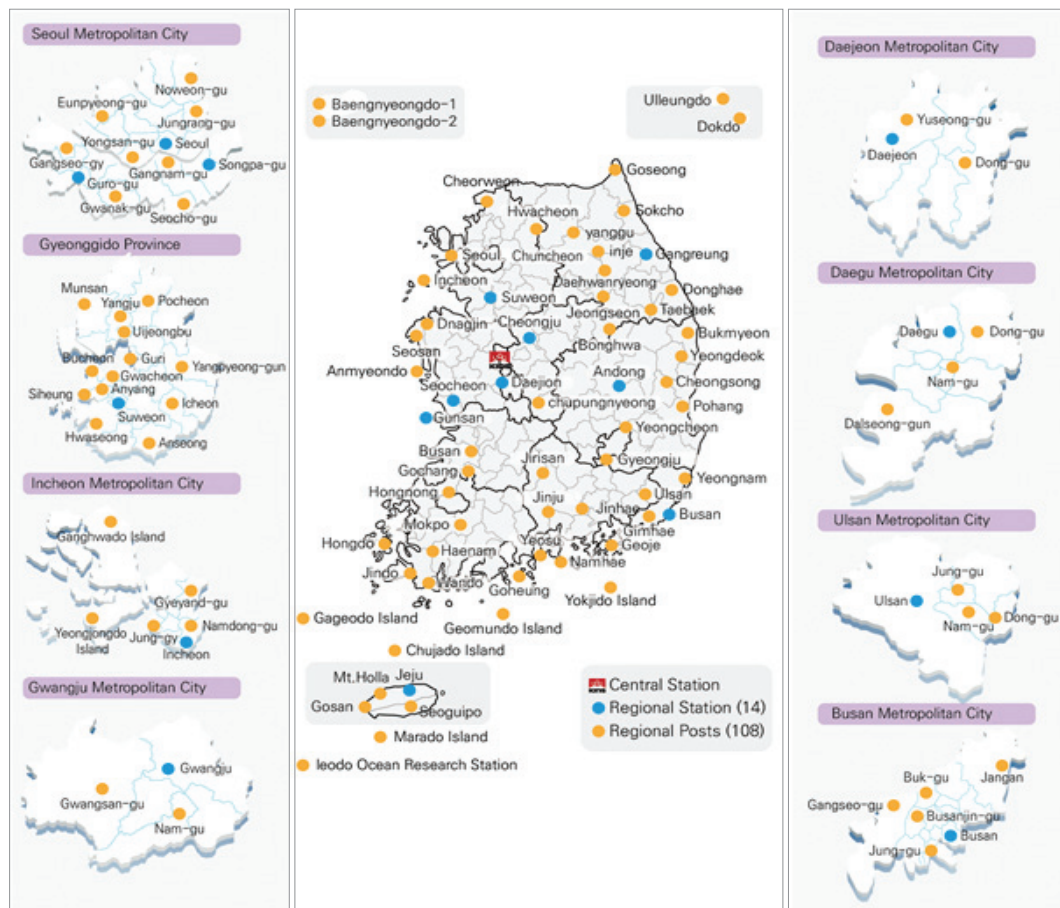 Seoul Metropolitan City
Noweon-gu
Eunpyeong-gu
Jungrang-gu
Yongsan-gu
Seoul
Gangseo-gy
Gangnam-gu
Songpa-gu
Guro-gu
Gwanak-gu
Seocho-gu
Gyeonggido Province
Munsan
Yangju
Pocheon
Uijeongbu
Bucheon
Guri
Yangpyeong-gun
Gwacheon
Siheung
Anyang
Suweon
Icheon
Hwaseong
Anseong
Incheon Metropolitan City
Ganghwado Island
Gyeyand-gu
Yeongjongdo
Island
Jung-gy
Namdong-gu
Incheon
Gwangju Metropolitan City
Gwangju
Gwangsan-gu
Nam-gu
Baengnyeongdo-1
Baengnyeongdo-2
Ulleungdo
Dokdo
Goseong
Cheorweon
Hwacheon
Sokcho
yanggu
Seoul
Chuncheon
inje
Gangreung
Incheon
Daehwanryeong
Donghae
Suweon
Jeongseon
Taebaek
Dnagjin
Cheongju
Bukmyeon
Seosan
Bonghwa
Yeongdeok
Anmyeondo
Andong
Daejion
Cheongsong
Seocheon
chupungnyeong
Pohang
Gunsan
Yeongcheon
Busan
Jirisan
Gyeongju
Gochang
Yeongnam
Hongnong
Jinju
Ulsan
Jinhae
Busan
Mokpo
Gimhae
Hongdo
Yeosu
Geoje
Haenam
Namhae
Jindo
Wando
Goheung
Yokjido Island
Gageodo Island
Geomundo Island
Chujado Island
Mt.Holla
Jeju
Gosan
Seoguipo
Marado Island
Ieodo Ocean Research Station
Central Station
Regional Station (14)
Regional Posts (108)
Daejeon Metropolitan City
Yuseong-gu
Daejeon
Dong-gu
Daegu Metropolitan City
Daegu
Dong-gu
Nam-gu
Dalseong-gun
Ulsan Metropolitan City
Jung-gu
Ulsan
Nam-gu
Dong-gu
Busan Metropolitan City
Buk-gu
Jangan
Gangseo-gu
Busanjin-gu
Busan
Jung-gu